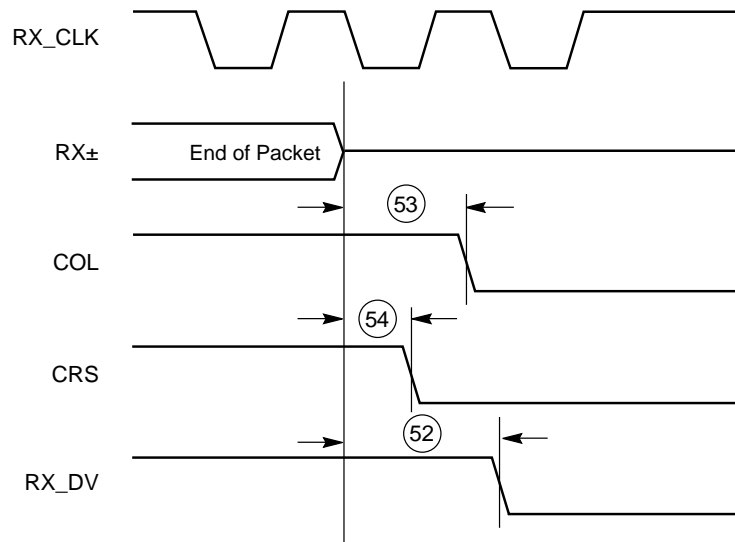 RX_CLK
RX±
End of Packet
53
COL
54
CRS
52
RX_DV